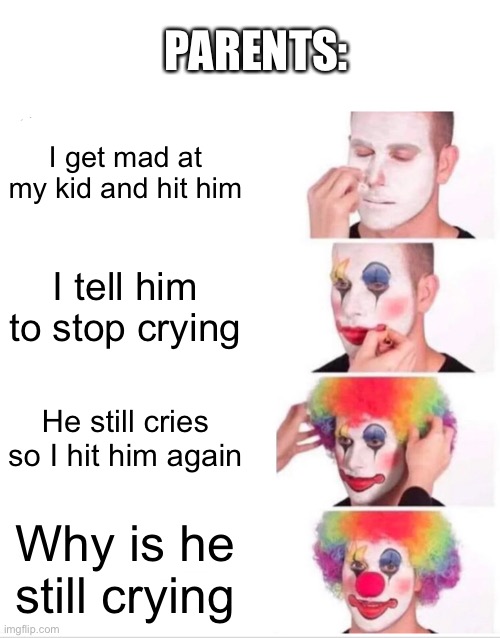 PARENTS:
I get mad at
my kid and hit him
I tell him
to stop crying
He still cries
so I hit him again
Why is he
still crying
imgflip.com